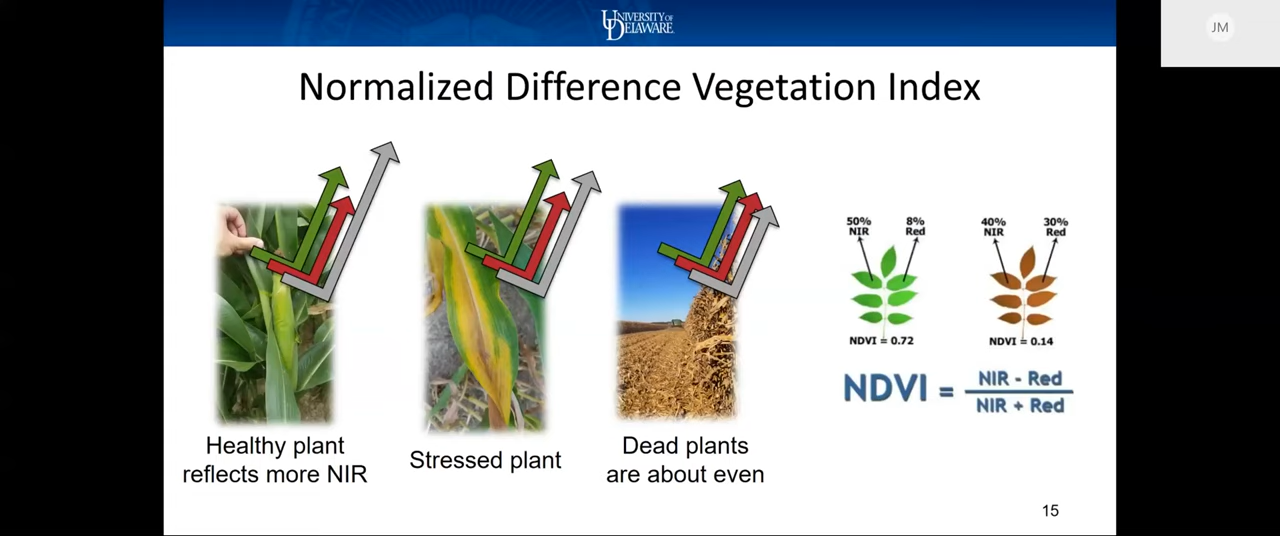 UNIVERSITY OF
DELAWARE
JM
Normalized Difference Vegetation Index
50%
NIR
8%
Red
40%
NIR
30%
Red
NDVI = 0.72
NDVI = 0.14
NDVI = NIR - Red
NIR + Red
Healthy plant
reflects more NIR
Stressed plant
Dead plants
are about even
15